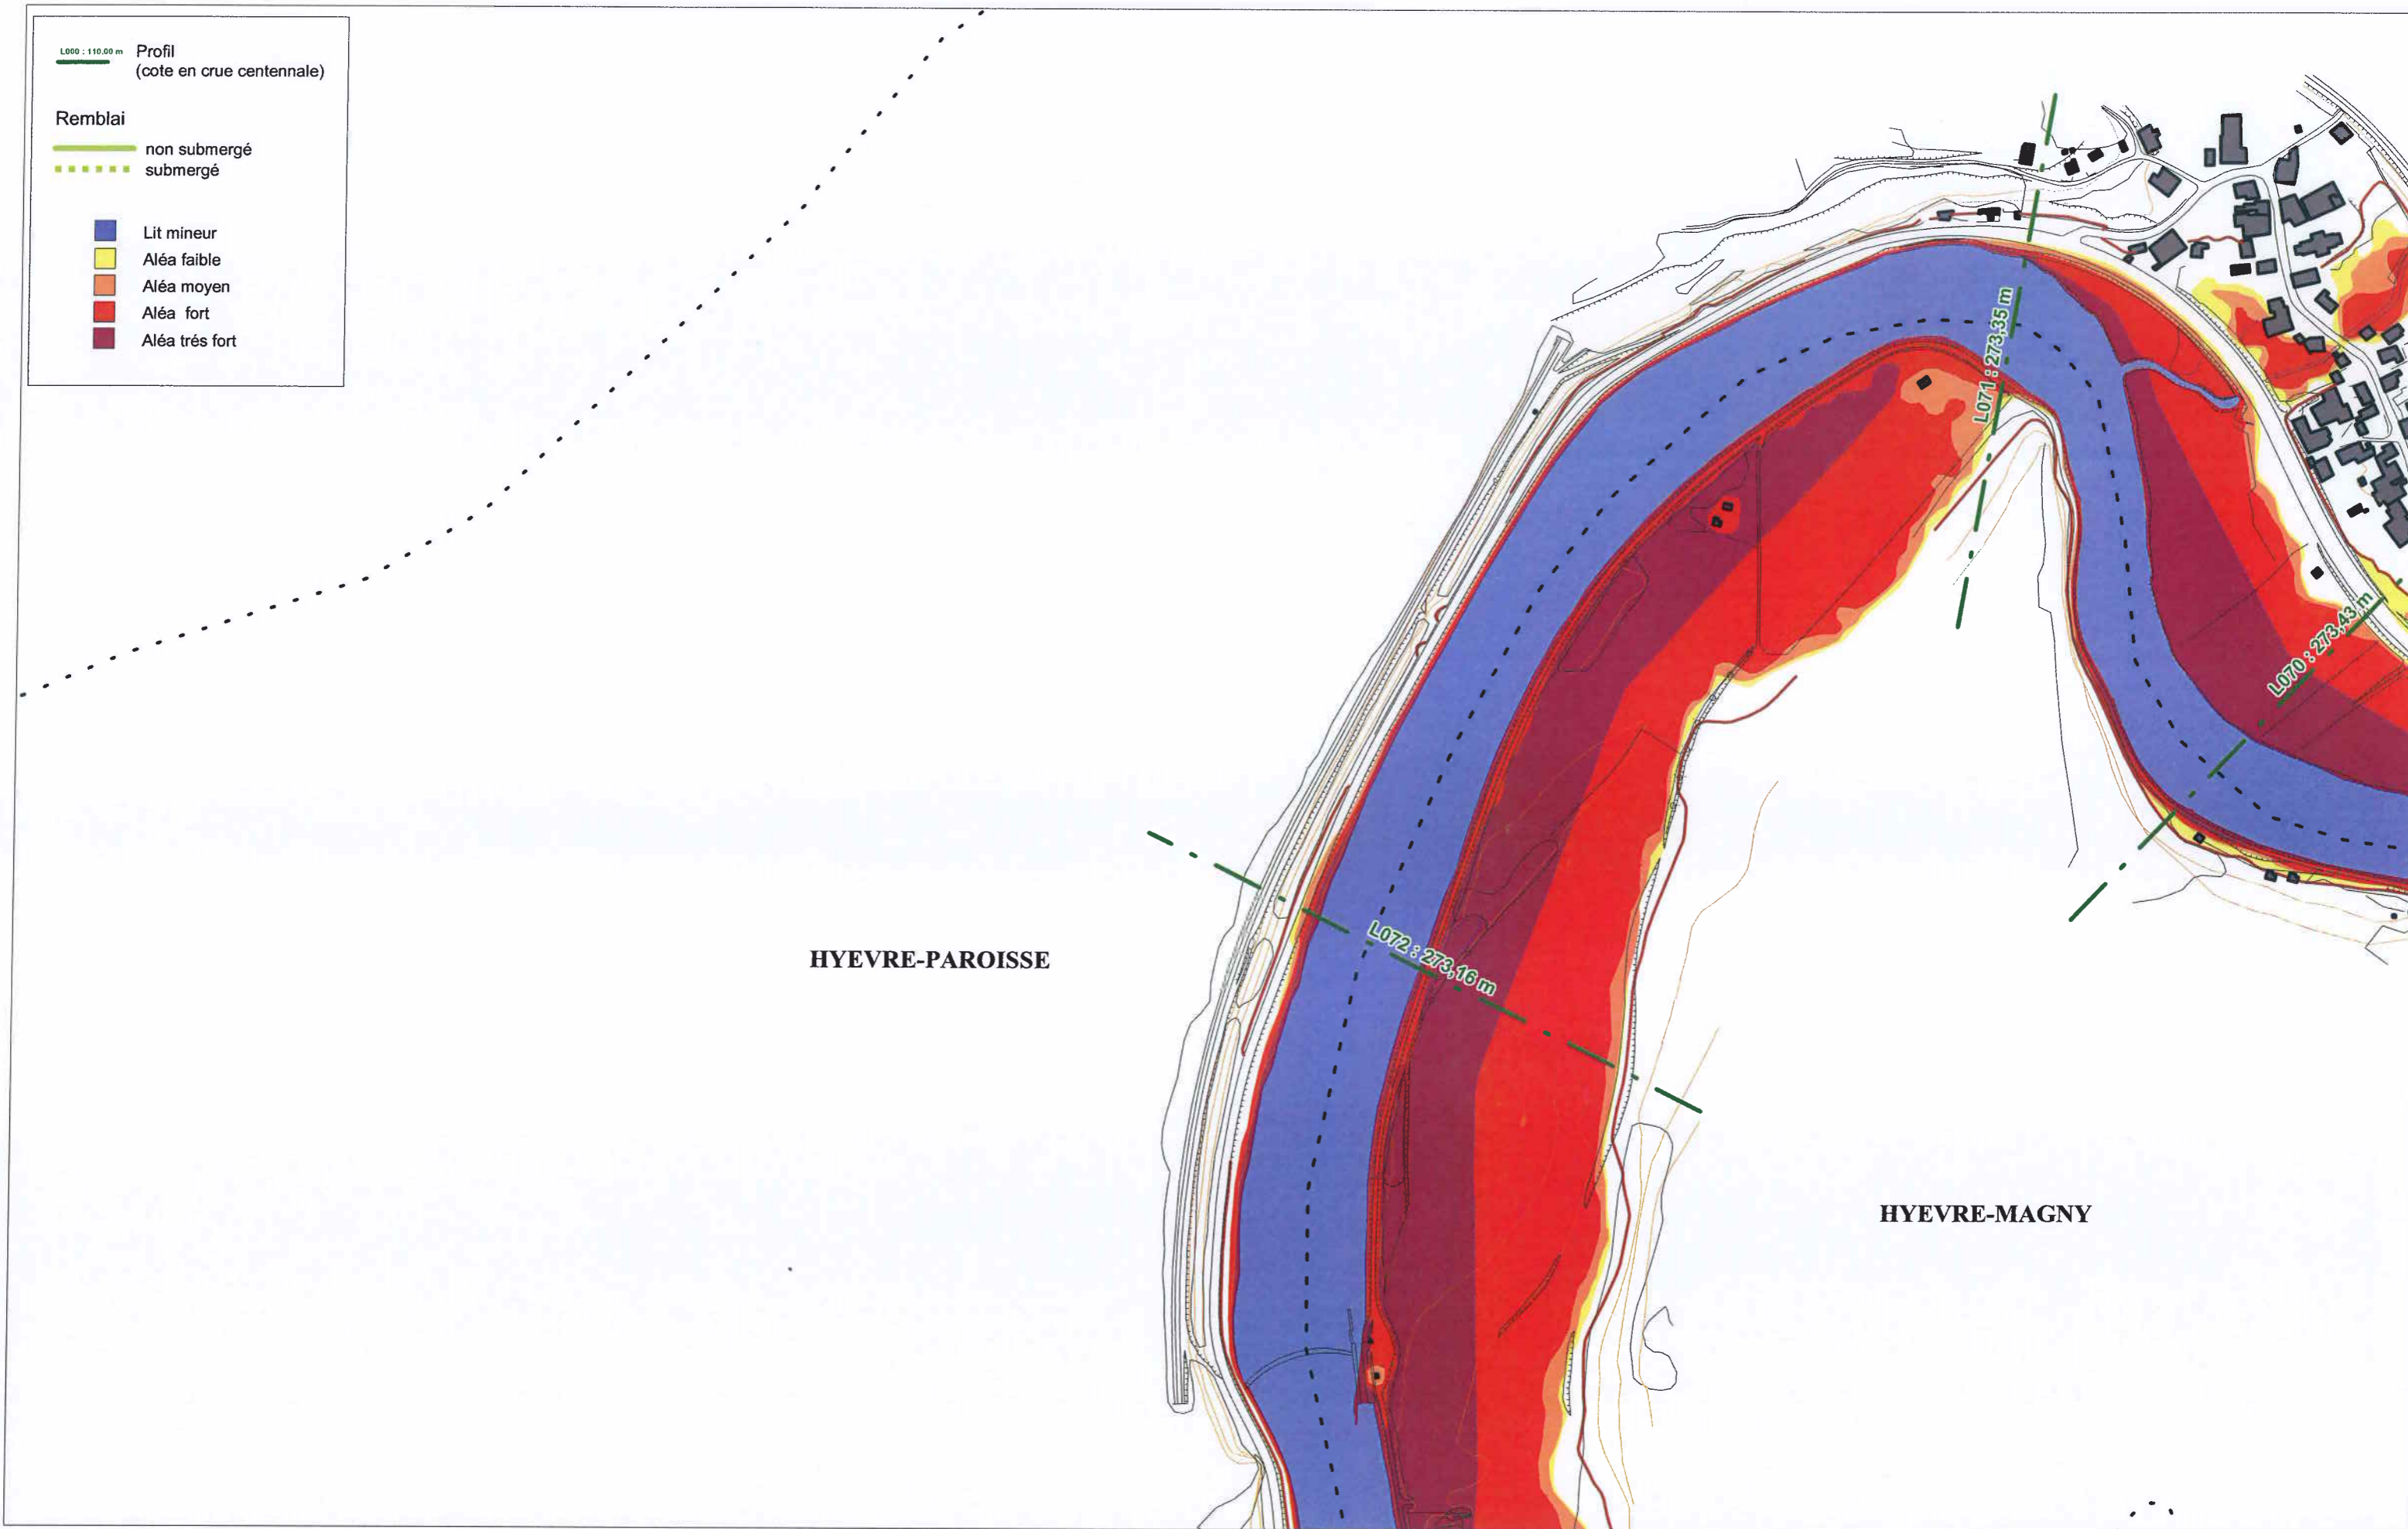 L000 : 110.00 m
Profil
(cote en crue centennale)
Remblai
non submergé
submergé
Lit mineur
Aléa faible
Aléa moyen
Aléa fort
Aléa trés fort
L071 : 273,35 m
L070 : 273,43 m
L072 : 273,16 m
HYEVRE-PAROISSE
HYEVRE-MAGNY